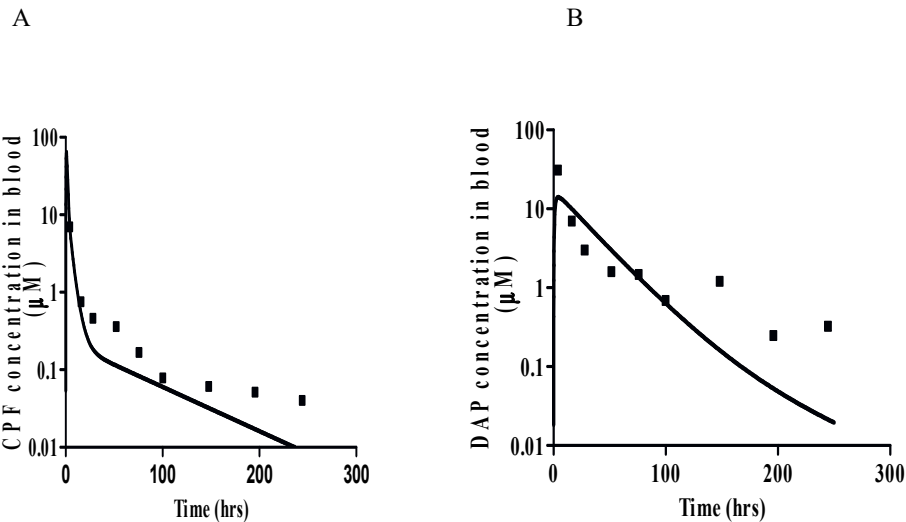 A
B
CPF concentration in blood
(μM)
100
10
1
0.1
0.01
0
100
200
300
Time (hrs)
DAP concentration in blood
(μM)
100
10
1
0.1
0.01
0
100
200
300
Time (hrs)